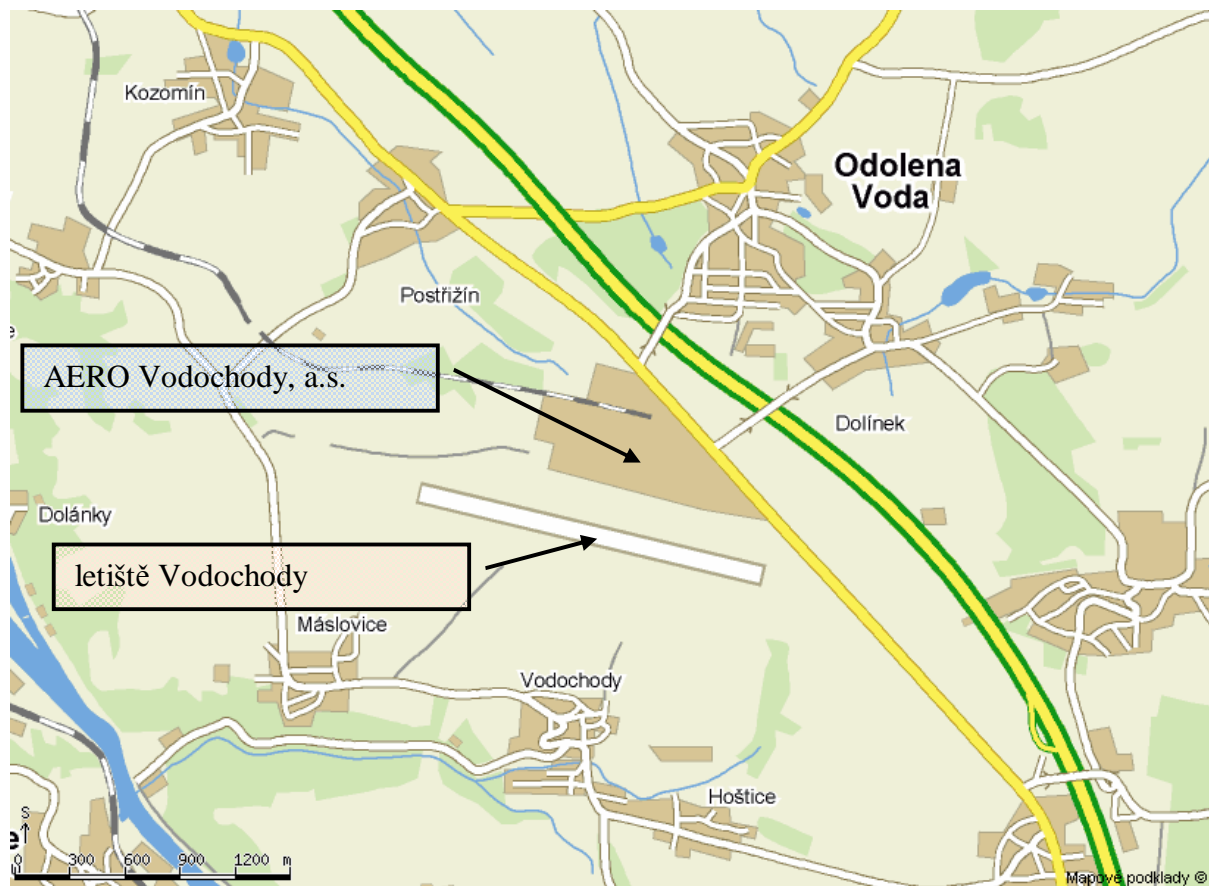 Kozomín
Odolena
Voda
Postřižín
AERO Vodochody, a.s.
Dolínek
Dolánky
letiště Vodochody
Máslovice
Vodochody
Hoštice
S
0 300 600 900 1200 m
Mapové podklady ©